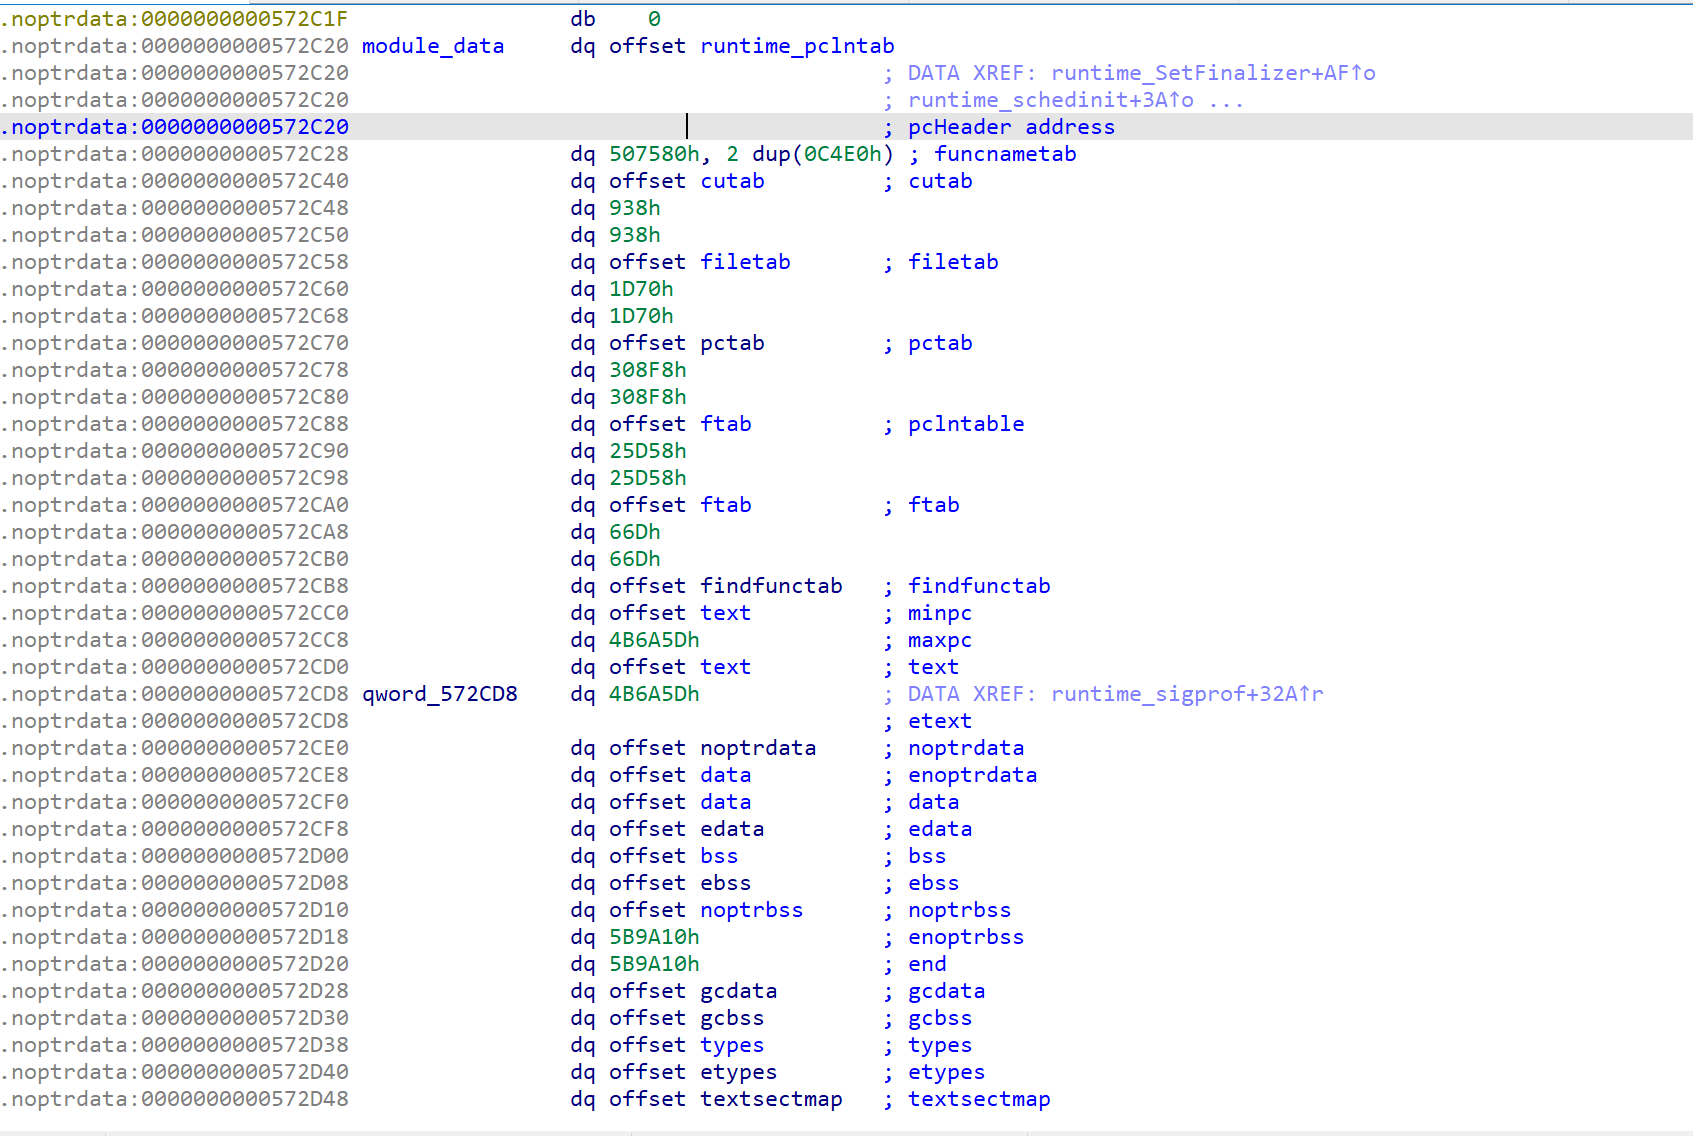 .noptrdata:0000000000572C1F db 0
.noptrdata:0000000000572C20 module_data dq offset runtime_pclntab
.noptrdata:0000000000572C20 ; DATA XREF: runtime_SetFinalizer+AF↑o
.noptrdata:0000000000572C20 ; runtime_schedinit+3A↑o ...
.noptrdata:0000000000572C20 ; pcHeader address
.noptrdata:0000000000572C28 dq 507580h, 2 dup(0C4E0h) ; funcnametab
.noptrdata:0000000000572C40 dq offset cutab ; cutab
.noptrdata:0000000000572C48 dq 938h
.noptrdata:0000000000572C50 dq 938h
.noptrdata:0000000000572C58 dq offset filetab ; filetab
.noptrdata:0000000000572C60 dq 1D70h
.noptrdata:0000000000572C68 dq 1D70h
.noptrdata:0000000000572C70 dq offset pctab ; pctab
.noptrdata:0000000000572C78 dq 308F8h
.noptrdata:0000000000572C80 dq 308F8h
.noptrdata:0000000000572C88 dq offset ftab ; pclntable
.noptrdata:0000000000572C90 dq 25D58h
.noptrdata:0000000000572C98 dq 25D58h
.noptrdata:0000000000572CA0 dq offset ftab ; ftab
.noptrdata:0000000000572CA8 dq 66Dh
.noptrdata:0000000000572CB0 dq 66Dh
.noptrdata:0000000000572CB8 dq offset findfunctab ; findfunctab
.noptrdata:0000000000572CC0 dq offset text ; minpc
.noptrdata:0000000000572CC8 dq 4B6A5Dh ; maxpc
.noptrdata:0000000000572CD0 dq offset text ; text
.noptrdata:0000000000572CD8 qword_572CD8 dq 4B6A5Dh ; DATA XREF: runtime_sigprof+32A↑r
.noptrdata:0000000000572CD8 ; etext
.noptrdata:0000000000572CE0 dq offset noptrdata ; noptrdata
.noptrdata:0000000000572CE8 dq offset data ; enoptrdata
.noptrdata:0000000000572CF0 dq offset data ; data
.noptrdata:0000000000572CF8 dq offset edata ; edata
.noptrdata:0000000000572D00 dq offset bss ; bss
.noptrdata:0000000000572D08 dq offset ebss ; ebss
.noptrdata:0000000000572D10 dq offset noptrbss ; noptrbss
.noptrdata:0000000000572D18 dq 5B9A10h ; enoptrbss
.noptrdata:0000000000572D20 dq 5B9A10h ; end
.noptrdata:0000000000572D28 dq offset gcdata ; gcdata
.noptrdata:0000000000572D30 dq offset gcbss ; gcbss
.noptrdata:0000000000572D38 dq offset types ; types
.noptrdata:0000000000572D40 dq offset etypes ; etypes
.noptrdata:0000000000572D48 dq offset textsectmap ; textsectmap